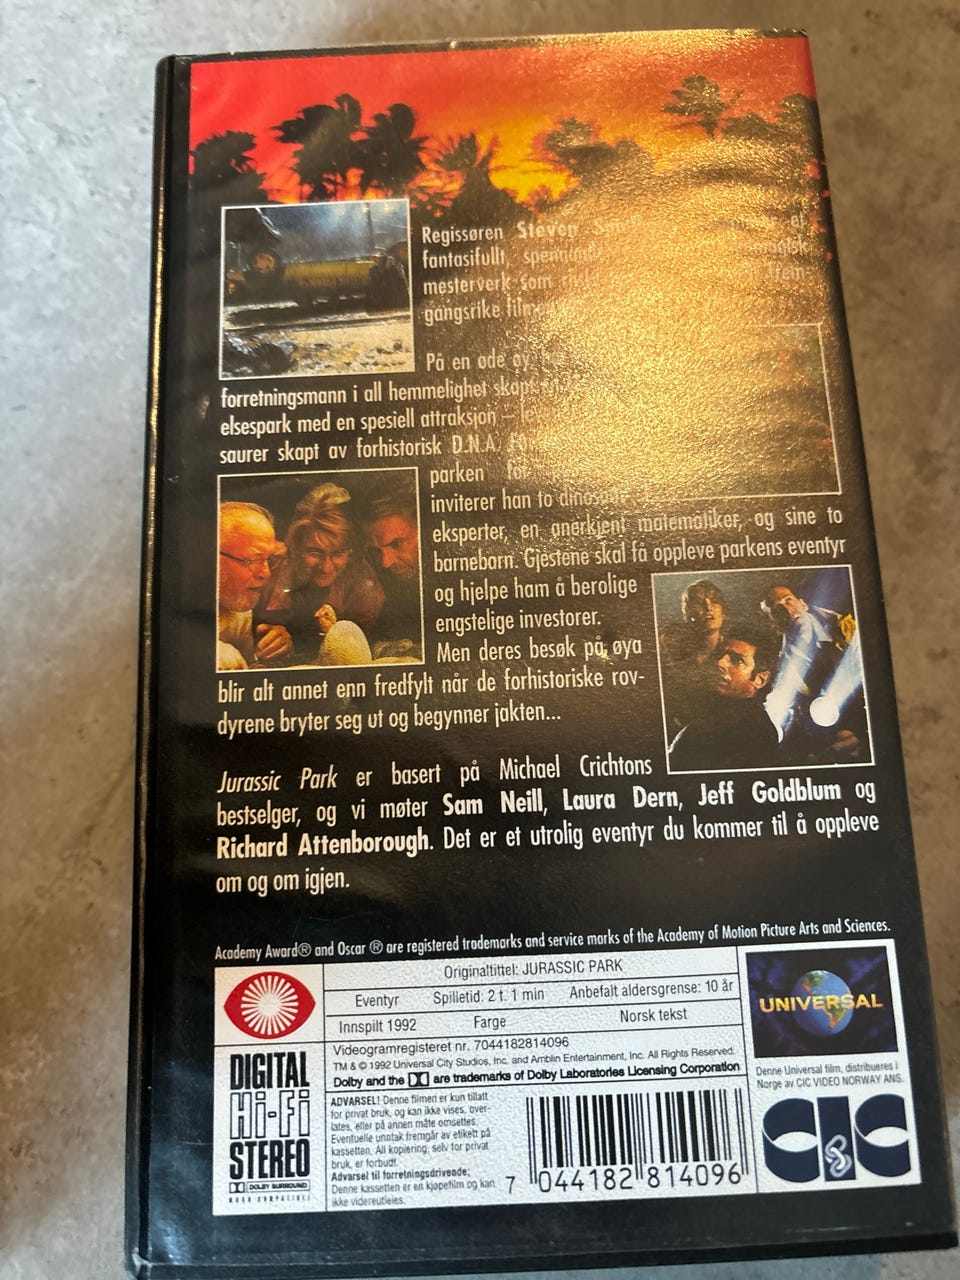 Regissøren Steven
fantasifullt,
mesterverk som
gangsrike
På en øde øy,
forretningsmann i all hemmelighet
elsespark med en spesiell attraksjon –
saurer skapt av forhistorisk D.N.A.
parken
inviterer han to
eksperter, en anerkjent matematiker, og sine to
barnebarn. Gjestene skal få oppleve parkens eventyr
og hjelpe ham å berolige
engstelige investorer.
Men deres besøk på øya
blir alt annet enn fredfylt når de forhistoriske rov-
dyrene bryter seg ut og begynner jakten...
Jurassic Park er basert på Michael Crichtons
bestselger, og vi møter Sam Neill, Laura Dern, Jeff Goldblum og
Richard Attenborough. Det er et utrolig eventyr du kommer til å oppleve
om og om igjen.
Academy Award® and Oscar ® are registered trademarks and service marks of the Academy of Motion Picture Arts and Sciences.
Originaltittel: JURASSIC PARK
Eventyr Spilletid: 2 t. 1 min Anbefalt aldersgrense: 10 år
Innspilt 1992 Farge Norsk tekst
Videogramregisteret nr. 7044182814096
TM & © 1992 Universal City Studios, Inc. and Amblin Entertainment, Inc. All Rights Reserved.
Dolby and the are trademarks of Dolby Laboratories Licensing Corporation
DIGITAL
Hi-Fi
STEREO
DOLBY SURROUND
ADVARSEL! Denne filmen er kun tillatt
for privat bruk, og kan ikke vises, over-
lates, eller på annen måte omsettes.
Eventuelle unntak fremgår av etikett på
kassetten. All kopiering, selv for privat
bruk, er forbudt.
Advarsel til forretningsdrivende:
Denne kassetten er en kjøpefilm og kan
ikke videreutleies.
7 044182 814096
UNIVERSAL
Denne Universal film, distribueres i
Norge av CIC VIDEO NORWAY ANS.
CIC